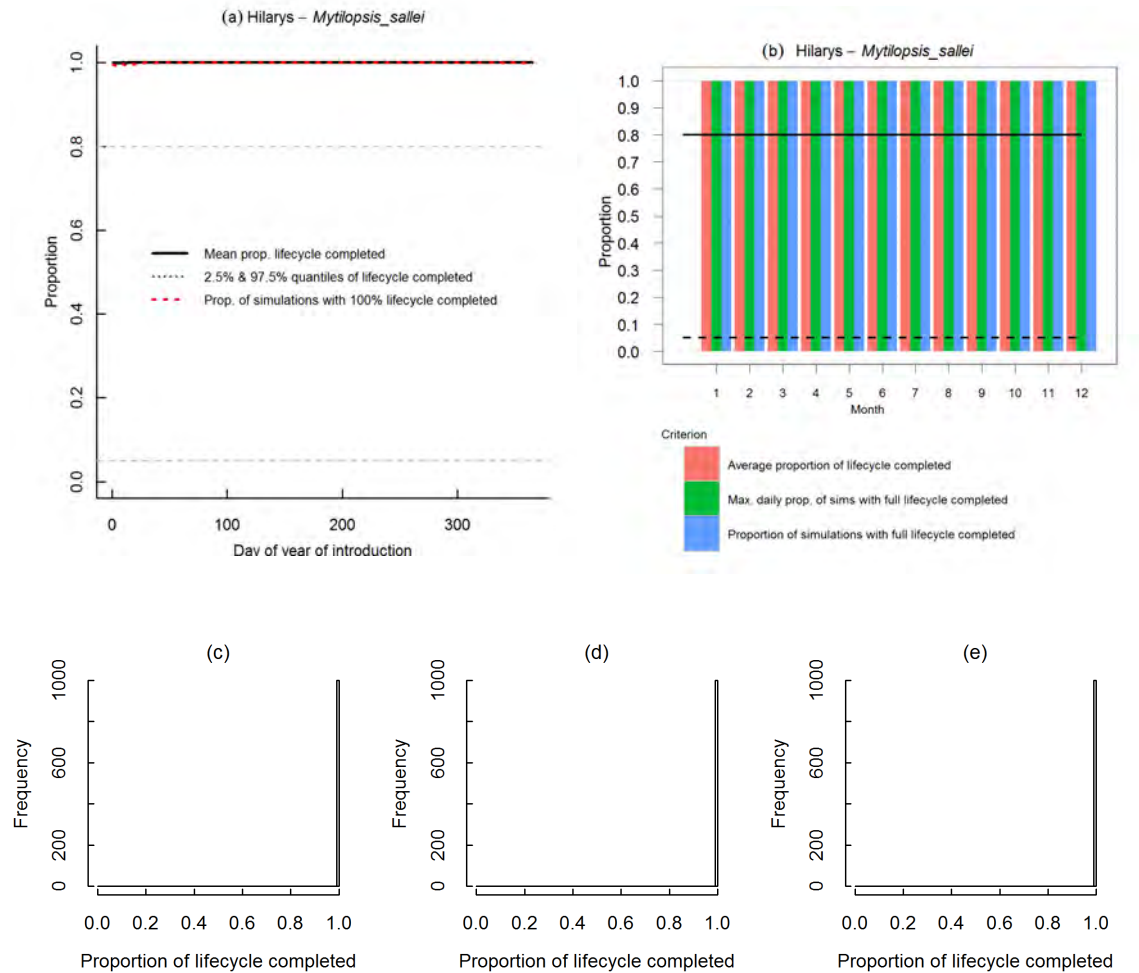 (a) Hilarys – Mytilopsis_sallei
1.0
0.8
0.6
0.4
0.2
0.0
Proportion
Mean prop. lifecycle completed
2.5% & 97.5% quantiles of lifecycle completed
Prop. of simulations with 100% lifecycle completed
0 100 200 300
Day of year of introduction
(b) Hilarys – Mytilopsis_sallei
1.0
0.9
0.8
0.7
0.6
0.5
0.4
0.3
0.2
0.1
0.0
Proportion
1 2 3 4 5 6 7 8 9 10 11 12
Month
Criterion
Average proportion of lifecycle completed
Max. daily prop. of sims with full lifecycle completed
Proportion of simulations with full lifecycle completed
(c)
1000
600
200
0
Frequency
0.0 0.2 0.4 0.6 0.8 1.0
Proportion of lifecycle completed
(d)
1000
600
200
0
Frequency
0.0 0.2 0.4 0.6 0.8 1.0
Proportion of lifecycle completed
(e)
1000
600
200
0
Frequency
0.0 0.2 0.4 0.6 0.8 1.0
Proportion of lifecycle completed